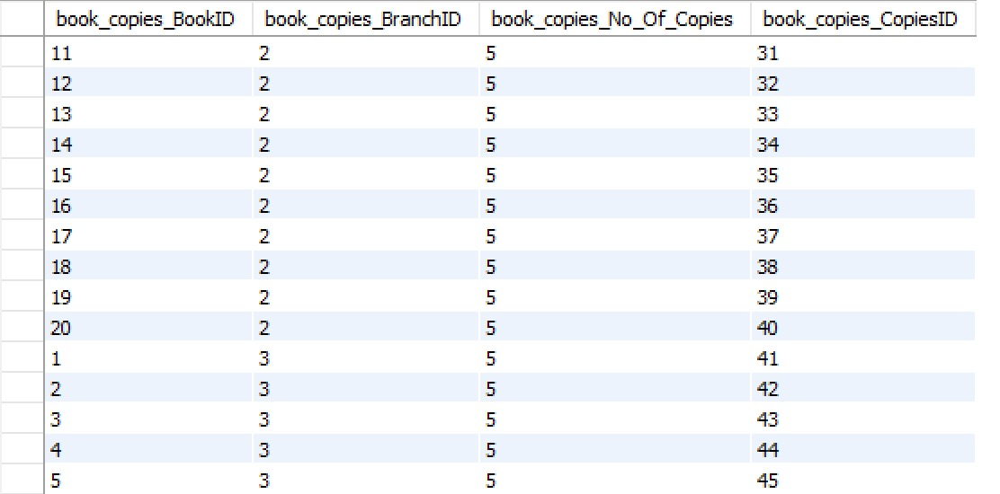 book_copies_BookID book_copies_BranchID book_copies_No_Of_Copies book_copies_CopiesID
11 2 5 31
12 2 5 32
13 2 5 33
14 2 5 34
15 2 5 35
16 2 5 36
17 2 5 37
18 2 5 38
19 2 5 39
20 2 5 40
1 3 5 41
2 3 5 42
3 3 5 43
4 3 5 44
5 3 5 45